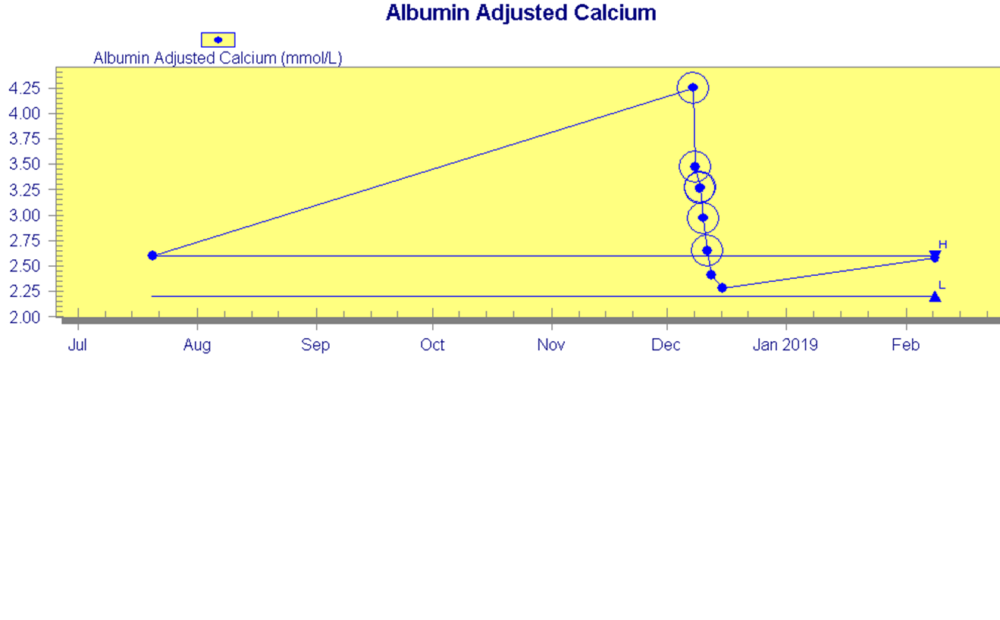 Albumin Adjusted Calcium
Albumin Adjusted Calcium (mmol/L)
4.25
4.00
3.75
3.50
3.25
3.00
2.75
2.50
2.25
2.00
H
L
Jul Aug Sep Oct Nov Dec Jan 2019 Feb